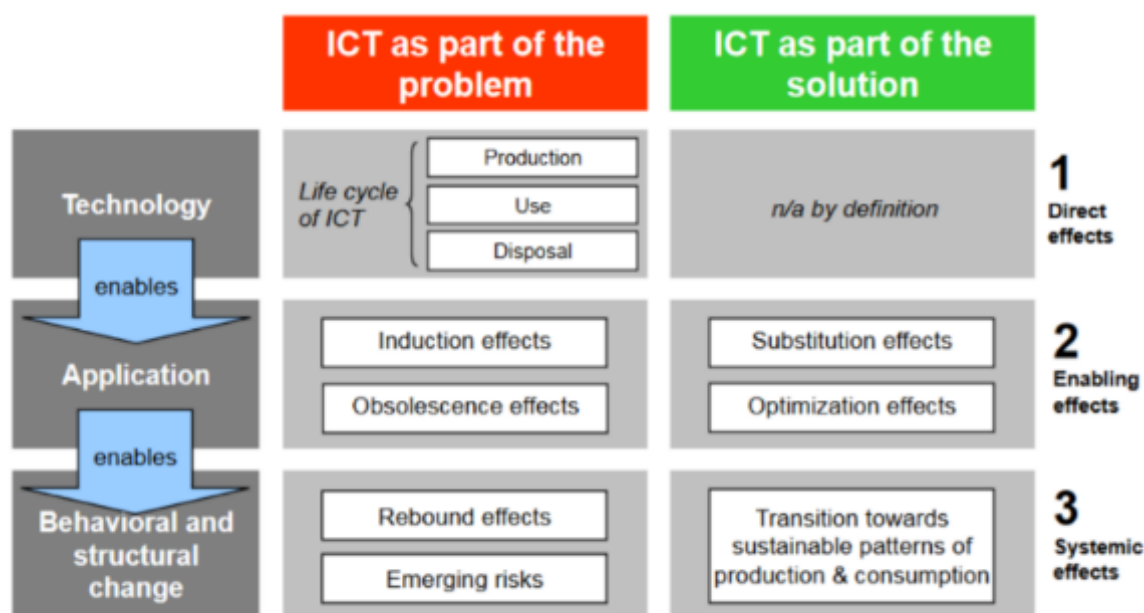 ICT as part of the
problem
ICT as part of the
solution
Technology
Life cycle
of ICT
Production
Use
Disposal
n/a by definition
1
Direct
effects
enables
Application
Induction effects
Obsolescence effects
Substitution effects
Optimization effects
2
Enabling
effects
enables
Behavioral and
structural
change
Rebound effects
Emerging risks
Transition towards
sustainable patterns of
production & consumption
3
Systemic
effects